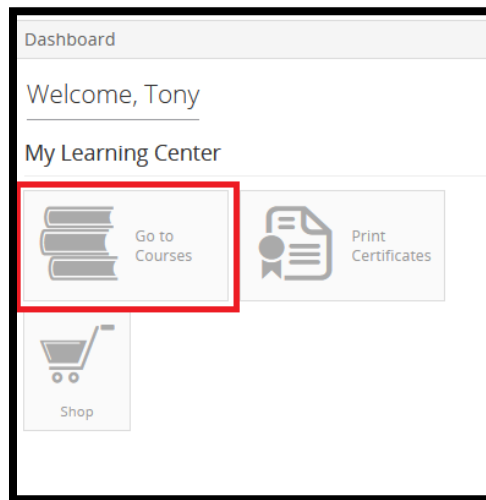 Dashboard
Welcome, Tony
My Learning Center
Go to
Courses
Print
Certificates
Shop